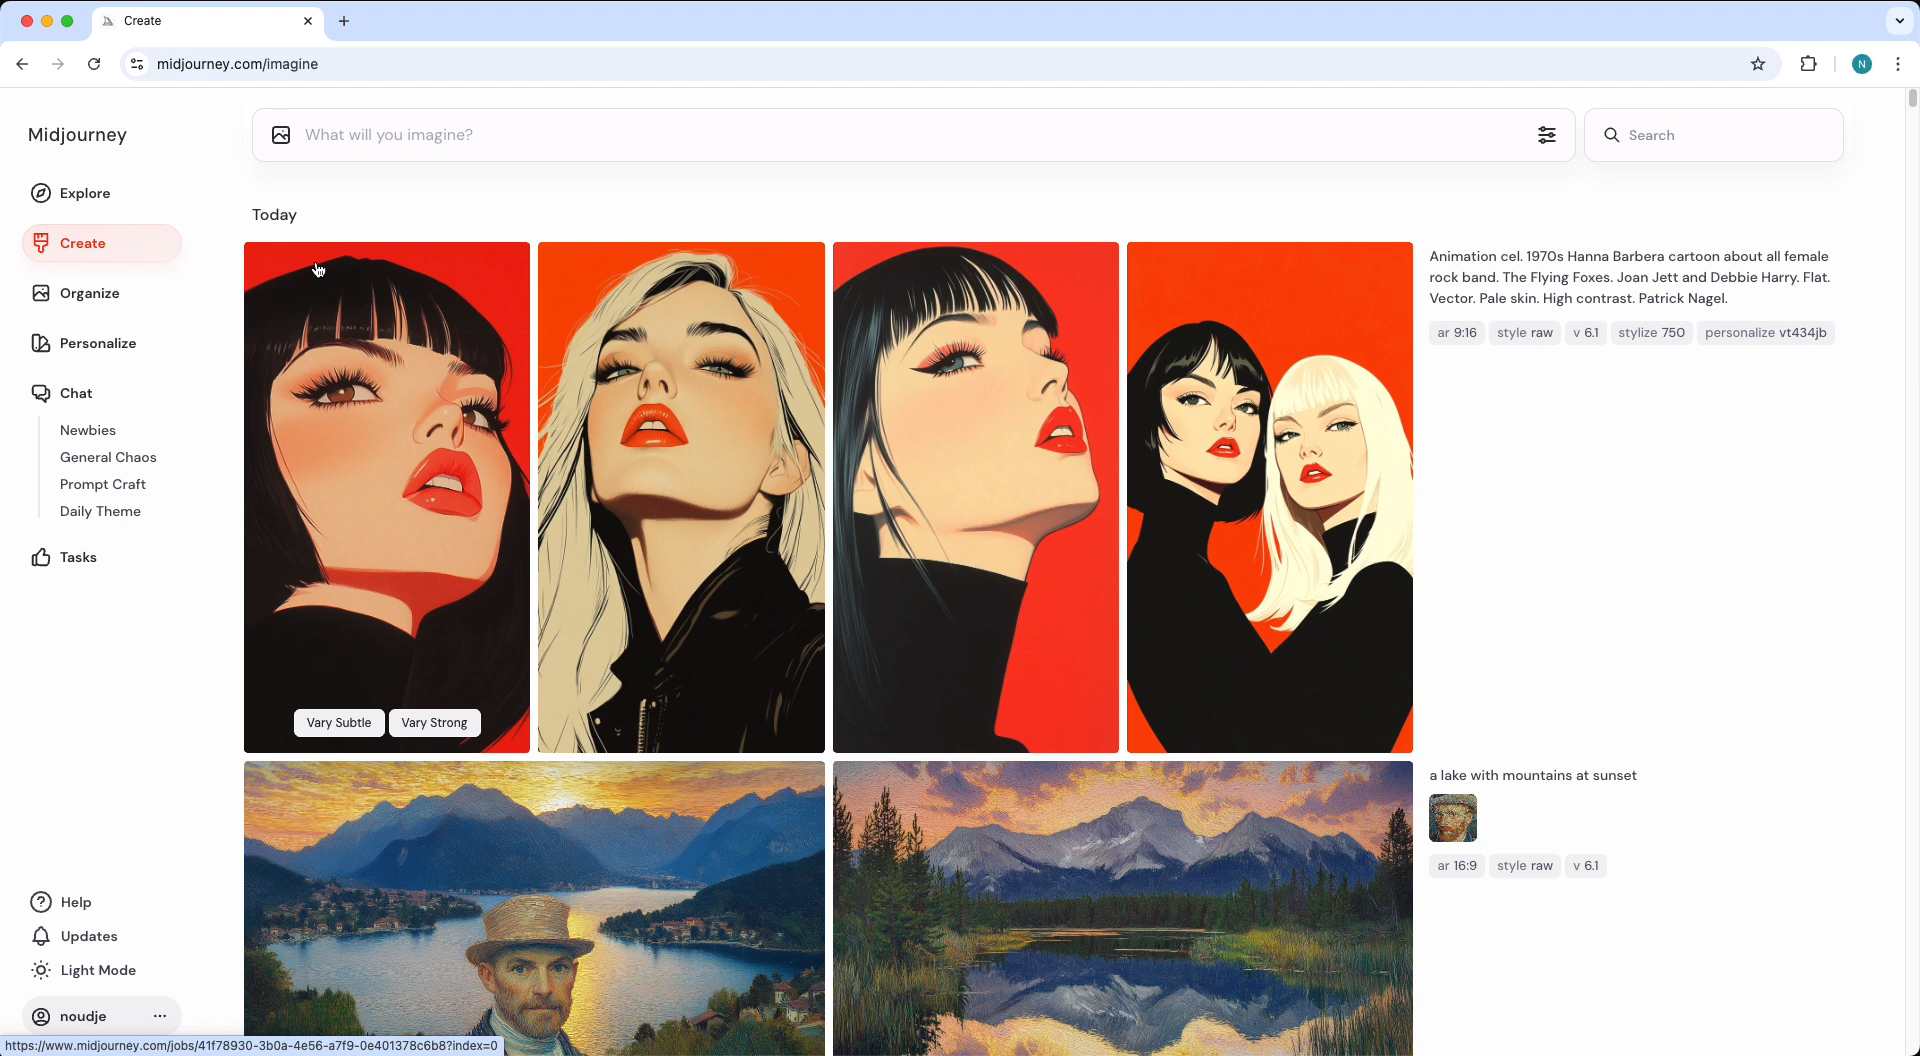 Create
midjourney.com/imagine
N
Midjourney
What will you imagine?
Search
Explore
Create
Organize
Personalize
Chat
Newbies
General Chaos
Prompt Craft
Daily Theme
Tasks
Today
Vary Subtle
Vary Strong
Animation cel. 1970s Hanna Barbera cartoon about all female
rock band. The Flying Foxes. Joan Jett and Debbie Harry. Flat.
Vector. Pale skin. High contrast. Patrick Nagel.
ar 9:16 style raw v 6.1 stylize 750 personalize vt434jb
a lake with mountains at sunset
ar 16:9 style raw v 6.1
Help
Updates
Light Mode
noudje
https://www.midjourney.com/jobs/41f78930-3b0a-4e56-a7f9-0e401378c6b8?index=0